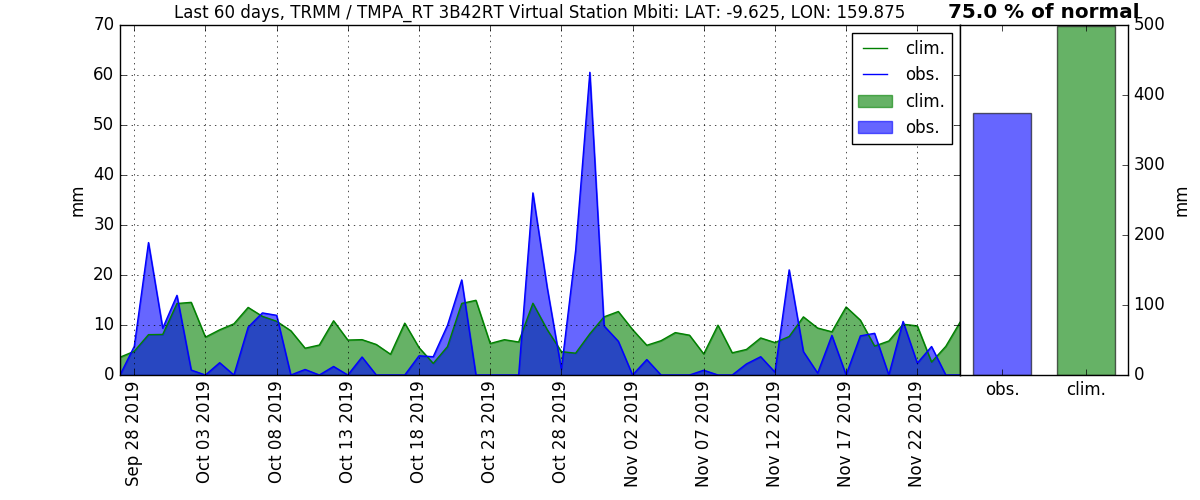 Last 60 days, TRMM / TMPA_RT 3B42RT Virtual Station Mbiti: LAT: -9.625, LON: 159.875
75.0 % of normal
70
60
50
40
30
20
10
0
mm
clim.
obs.
clim.
obs.
500
400
300
200
100
0
mm
Sep 28 2019
Oct 03 2019
Oct 08 2019
Oct 13 2019
Oct 18 2019
Oct 23 2019
Oct 28 2019
Nov 02 2019
Nov 07 2019
Nov 12 2019
Nov 17 2019
Nov 22 2019
obs.
clim.